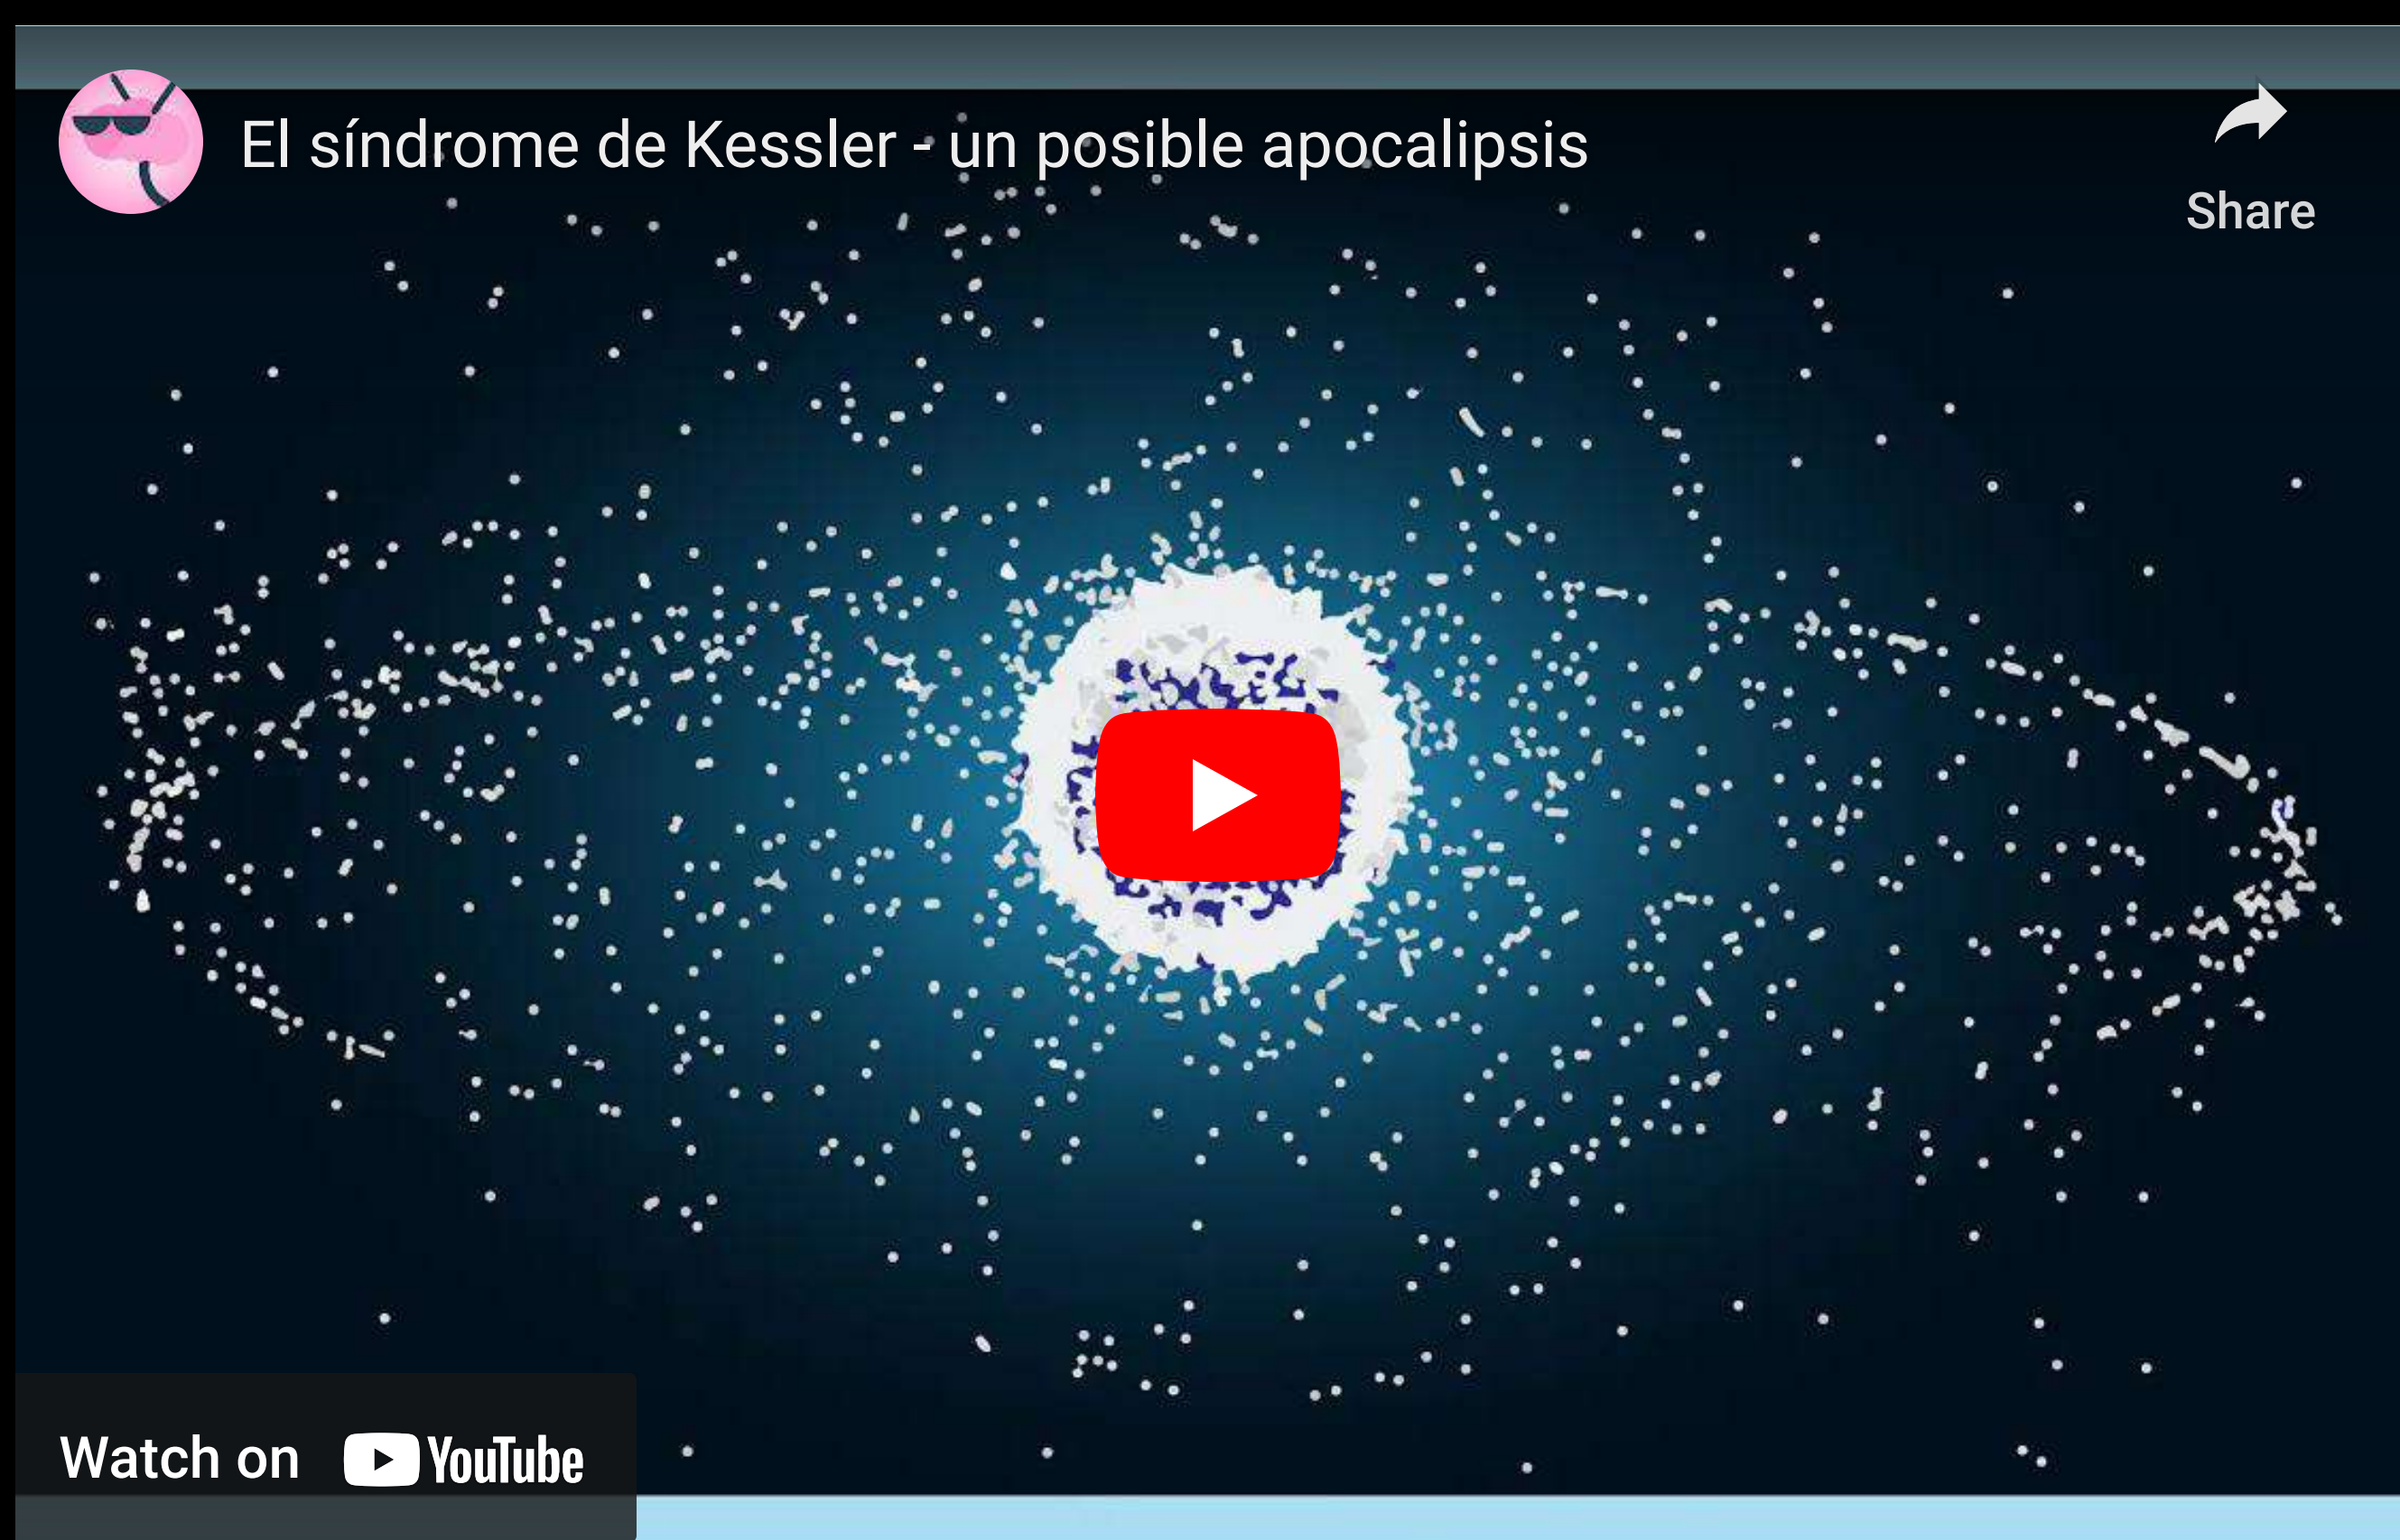 El síndrome de Kessler - un posible apocalipsis
Share
Watch on YouTube